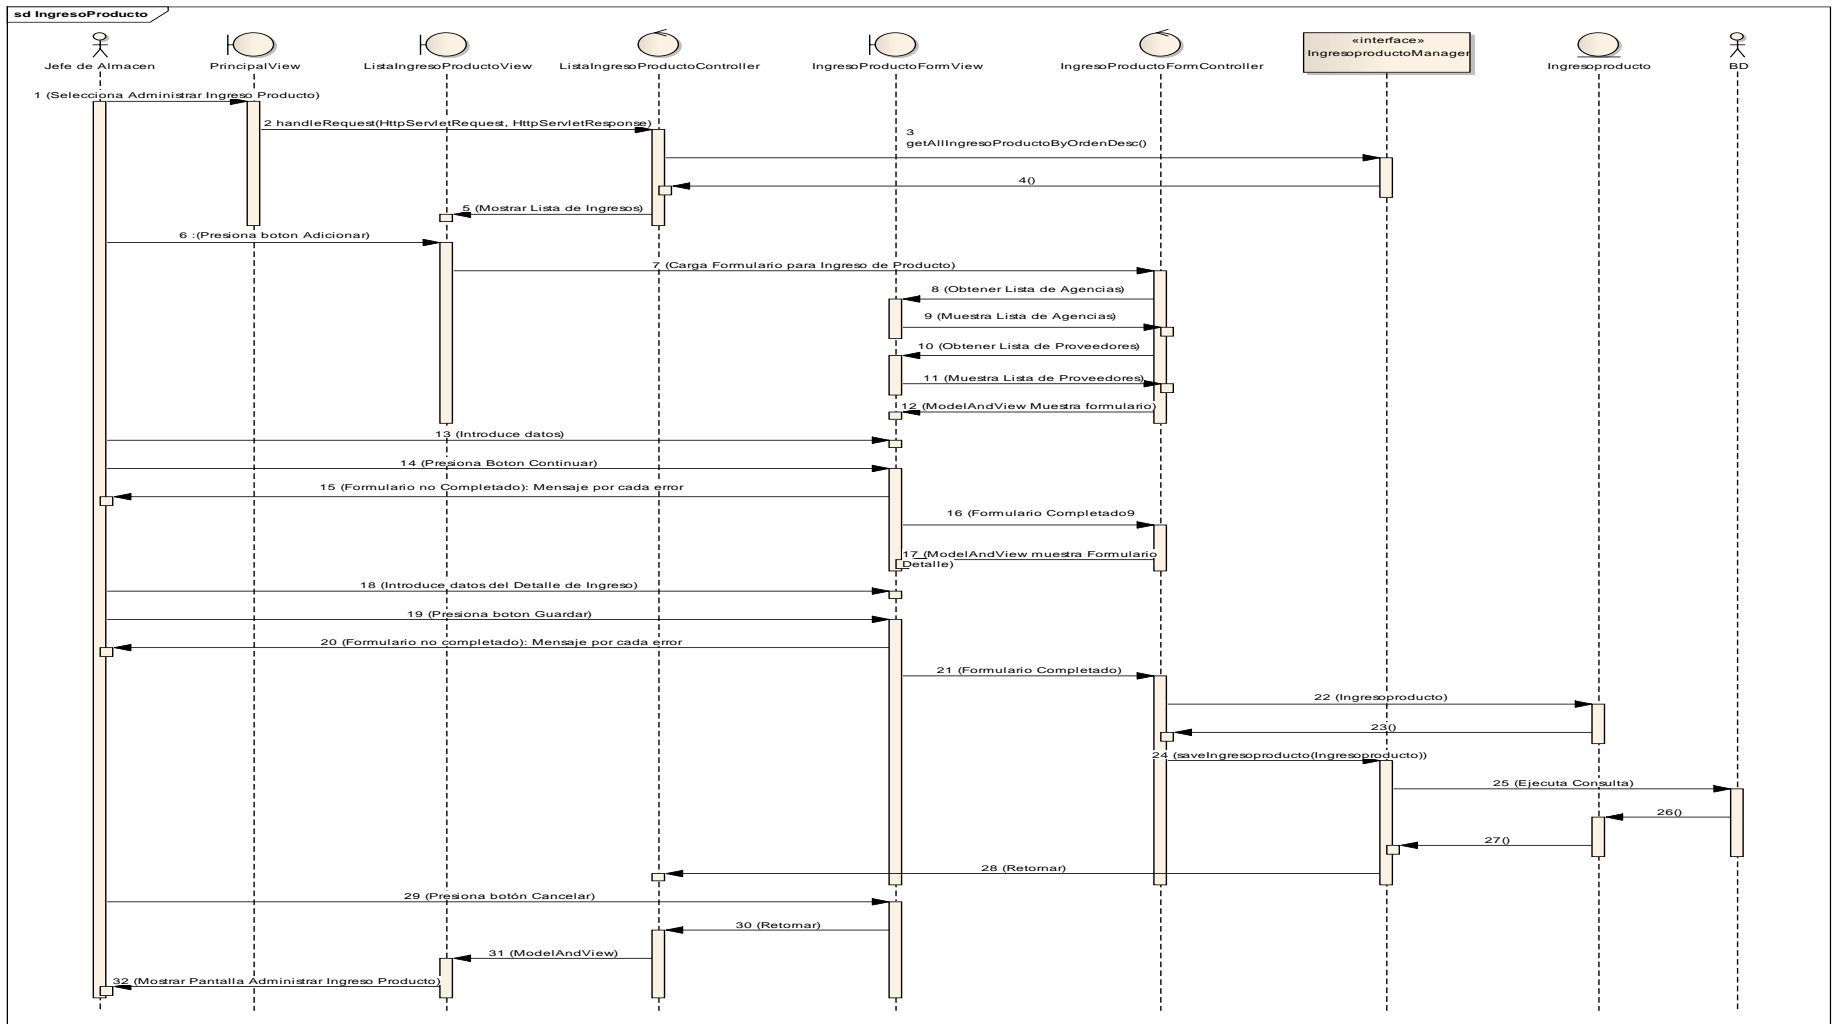 sd IngresoProducto
Jefe de Almacen
PrincipalView
ListaIngresoProductoView
ListaIngresoProductoController
IngresoProductoFormView
IngresoProductoFormController
«interface»
IngresoproductoManager
Ingresoproducto
BD
1 (Selecciona Administrar Ingreso Producto)
2 handleRequest(HttpServletRequest, HttpServletResponse)
3
getAllIngresoProductoByOrdenDesc()
4()
5 (Mostrar Lista de Ingresos)
6 :(Presiona boton Adicionar)
7 (Carga Formulario para Ingreso de Producto)
8 (Obtener Lista de Agencias)
9 (Muestra Lista de Agencias)
10 (Obtener Lista de Proveedores)
11 (Muestra Lista de Proveedores)
12 (ModelAndView Muestra formulario)
13 (Introduce datos)
14 (Presiona Boton Continuar)
15 (Formulario no Completado): Mensaje por cada error
16 (Formulario Completado9
17 (ModelAndView muestra Formulario
Detalle)
18 (Introduce datos del Detalle de Ingreso)
19 (Presiona boton Guardar)
20 (Formulario no completado): Mensaje por cada error
21 (Formulario Completado)
22 (Ingresoproducto)
23()
24 (saveIngresoproducto(Ingresoproducto))
25 (Ejecuta Consulta)
26()
27()
28 (Retornar)
29 (Presiona botón Cancelar)
30 (Retornar)
31 (ModelAndView)
32 (Mostrar Pantalla Administrar Ingreso Producto)